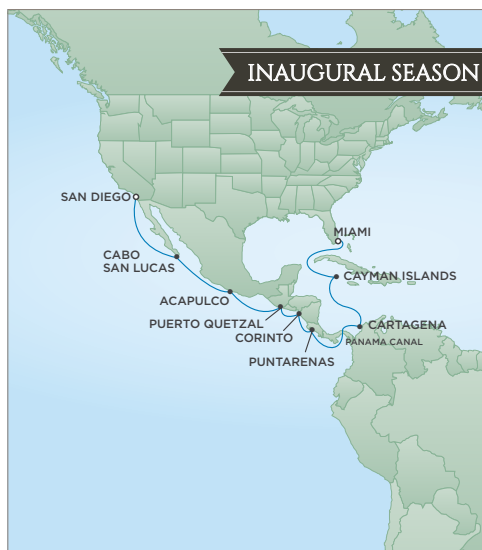 INAUGURAL SEASON
SAN DIEGO
MIAMI
CABO
SAN LUCAS
CAYMAN ISLANDS
ACAPULCO
PUERTO QUETZAL
CARTAGENA
CORINTO
PANAMA CANAL
PUNTARENAS